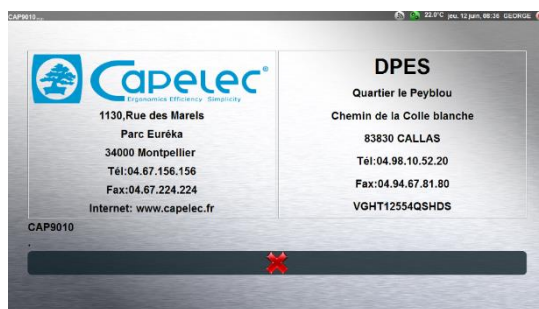 CAP9010...
22.0°C jeu. 12 juin, 08:36 GEORGE
Capelec®
Ergonomics Efficiency Simplicity
1130,Rue des Marels
Parc Euréka
34000 Montpellier
Tél:04.67.156.156
Fax:04.67.224.224
Internet: www.capelec.fr
DPES
Quartier le Peyblou
Chemin de la Colle blanche
83830 CALLAS
Tél:04.98.10.52.20
Fax:04.94.67.81.80
VGHT12554QSHDS
CAP9010
.